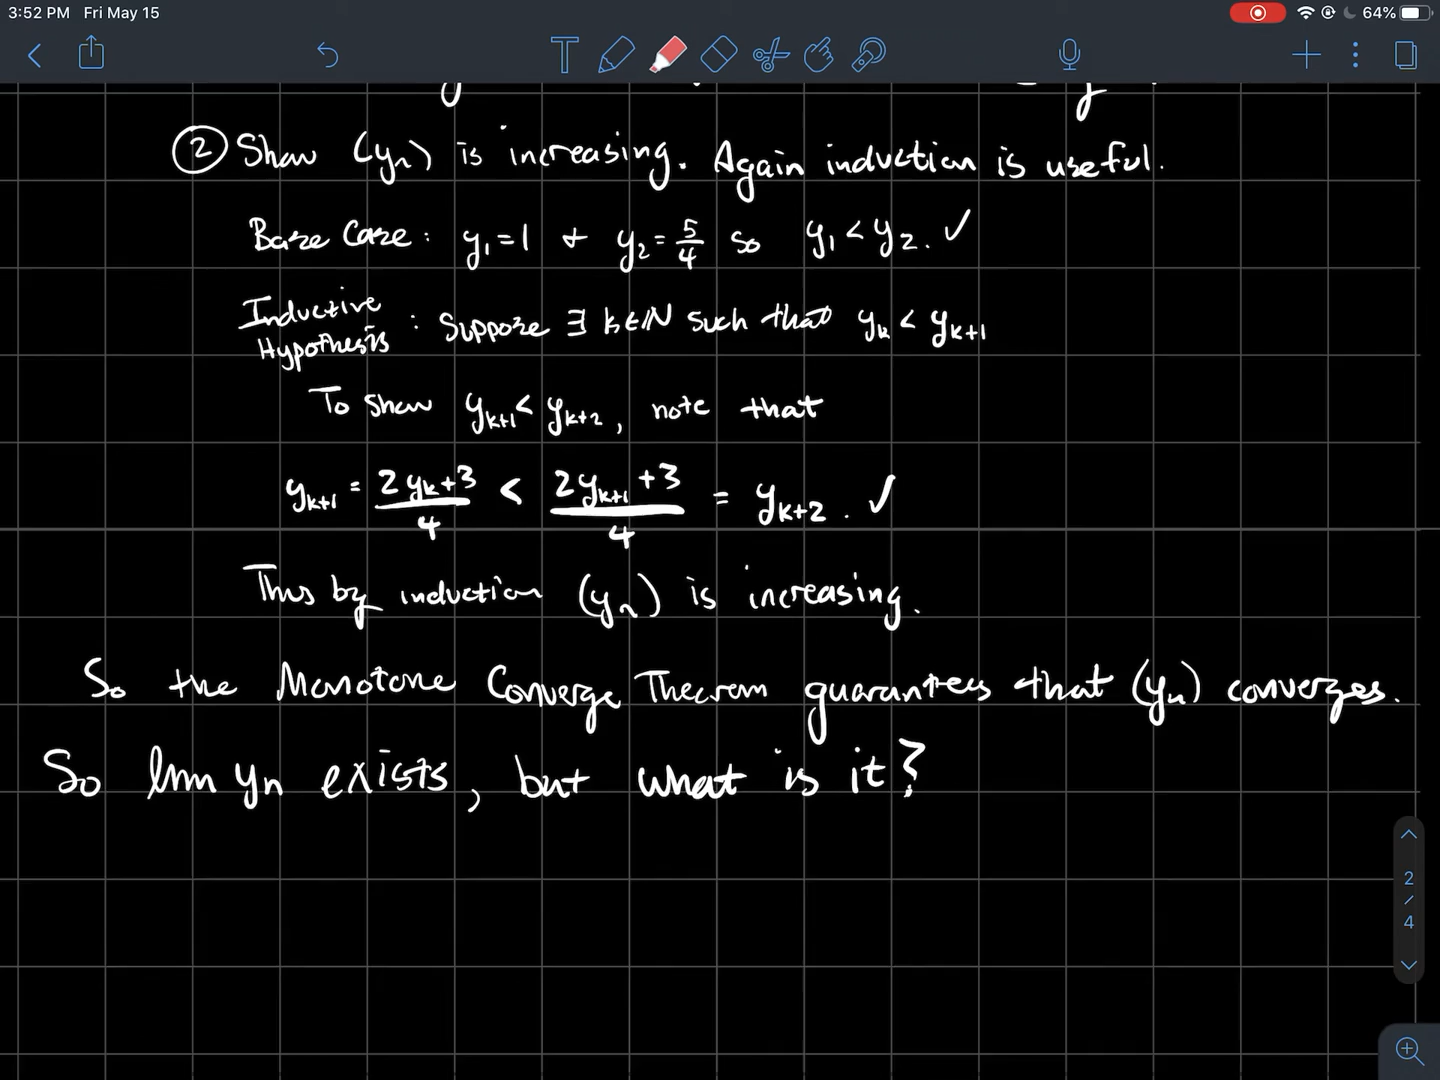 3:52 PM Fri May 15 64%
② Show (yₙ) is increasing. Again induction is useful.
Base Case: y₁ = 1 + y₂ = 5/4 so y₁ < y₂. ✓
Inductive Hypothesis: Suppose ∃ k∈ℕ such that yₖ < yₖ₊₁
To show yₖ₊₁ < yₖ₊₂, note that
yₖ₊₁ = (2yₖ+3)/4 < (2yₖ₊₁+3)/4 = yₖ₊₂. ✓
Thus by induction (yₙ) is increasing.
So the Monotone Converge Theorem guarantees that (yₙ) converges.
So lim yₙ exists, but what is it?
2/4